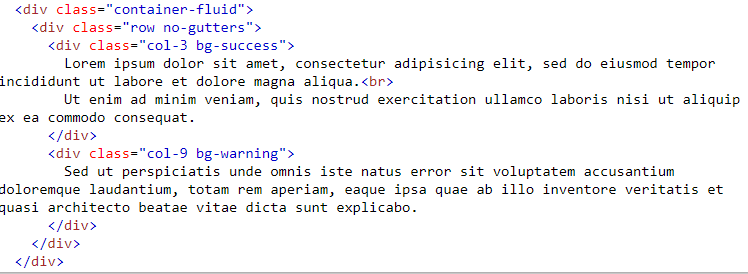 <div class="container-fluid">
<div class="row no-gutters">
<div class="col-3 bg-success">
Lorem ipsum dolor sit amet, consectetur adipisicing elit, sed do eiusmod tempor
incididunt ut labore et dolore magna aliqua.<br>
Ut enim ad minim veniam, quis nostrud exercitation ullamco laboris nisi ut aliquip
ex ea commodo consequat.
</div>
<div class="col-9 bg-warning">
Sed ut perspiciatis unde omnis iste natus error sit voluptatem accusantium
doloremque laudantium, totam rem aperiam, eaque ipsa quae ab illo inventore veritatis et
quasi architecto beatae vitae dicta sunt explicabo.
</div>
</div>
</div>